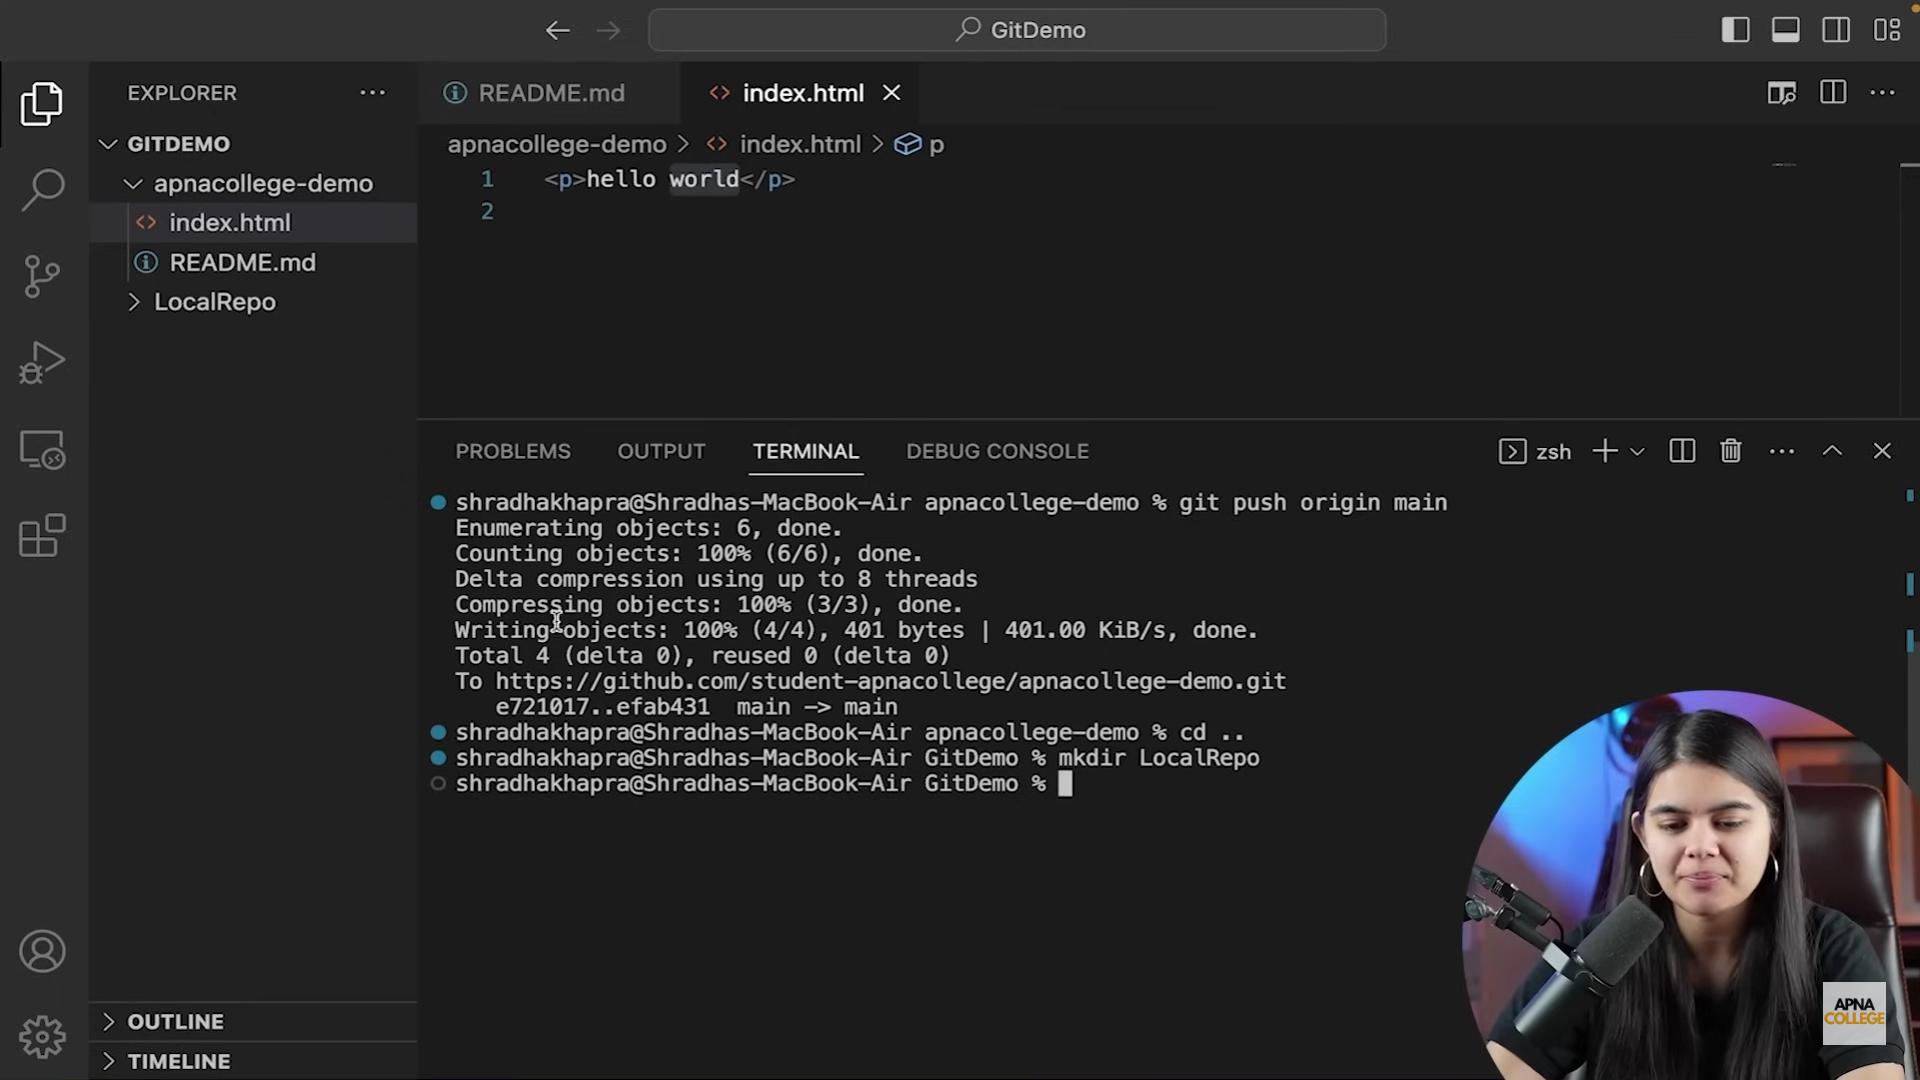 GitDemo
EXPLORER
GITDEMO
apnacollege-demo
index.html
README.md
LocalRepo
OUTLINE
TIMELINE
README.md
index.html
apnacollege-demo > index.html > p
1 <p>hello world</p>
2
PROBLEMS OUTPUT TERMINAL DEBUG CONSOLE
zsh
shradhakhapra@Shradhas-MacBook-Air apnacollege-demo % git push origin main
Enumerating objects: 6, done.
Counting objects: 100% (6/6), done.
Delta compression using up to 8 threads
Compressing objects: 100% (3/3), done.
Writing objects: 100% (4/4), 401 bytes | 401.00 KiB/s, done.
Total 4 (delta 0), reused 0 (delta 0)
To https://github.com/student-apnacollege/apnacollege-demo.git
e721017..efab431 main -> main
shradhakhapra@Shradhas-MacBook-Air apnacollege-demo % cd ..
shradhakhapra@Shradhas-MacBook-Air GitDemo % mkdir LocalRepo
shradhakhapra@Shradhas-MacBook-Air GitDemo %
APNA
COLLEGE